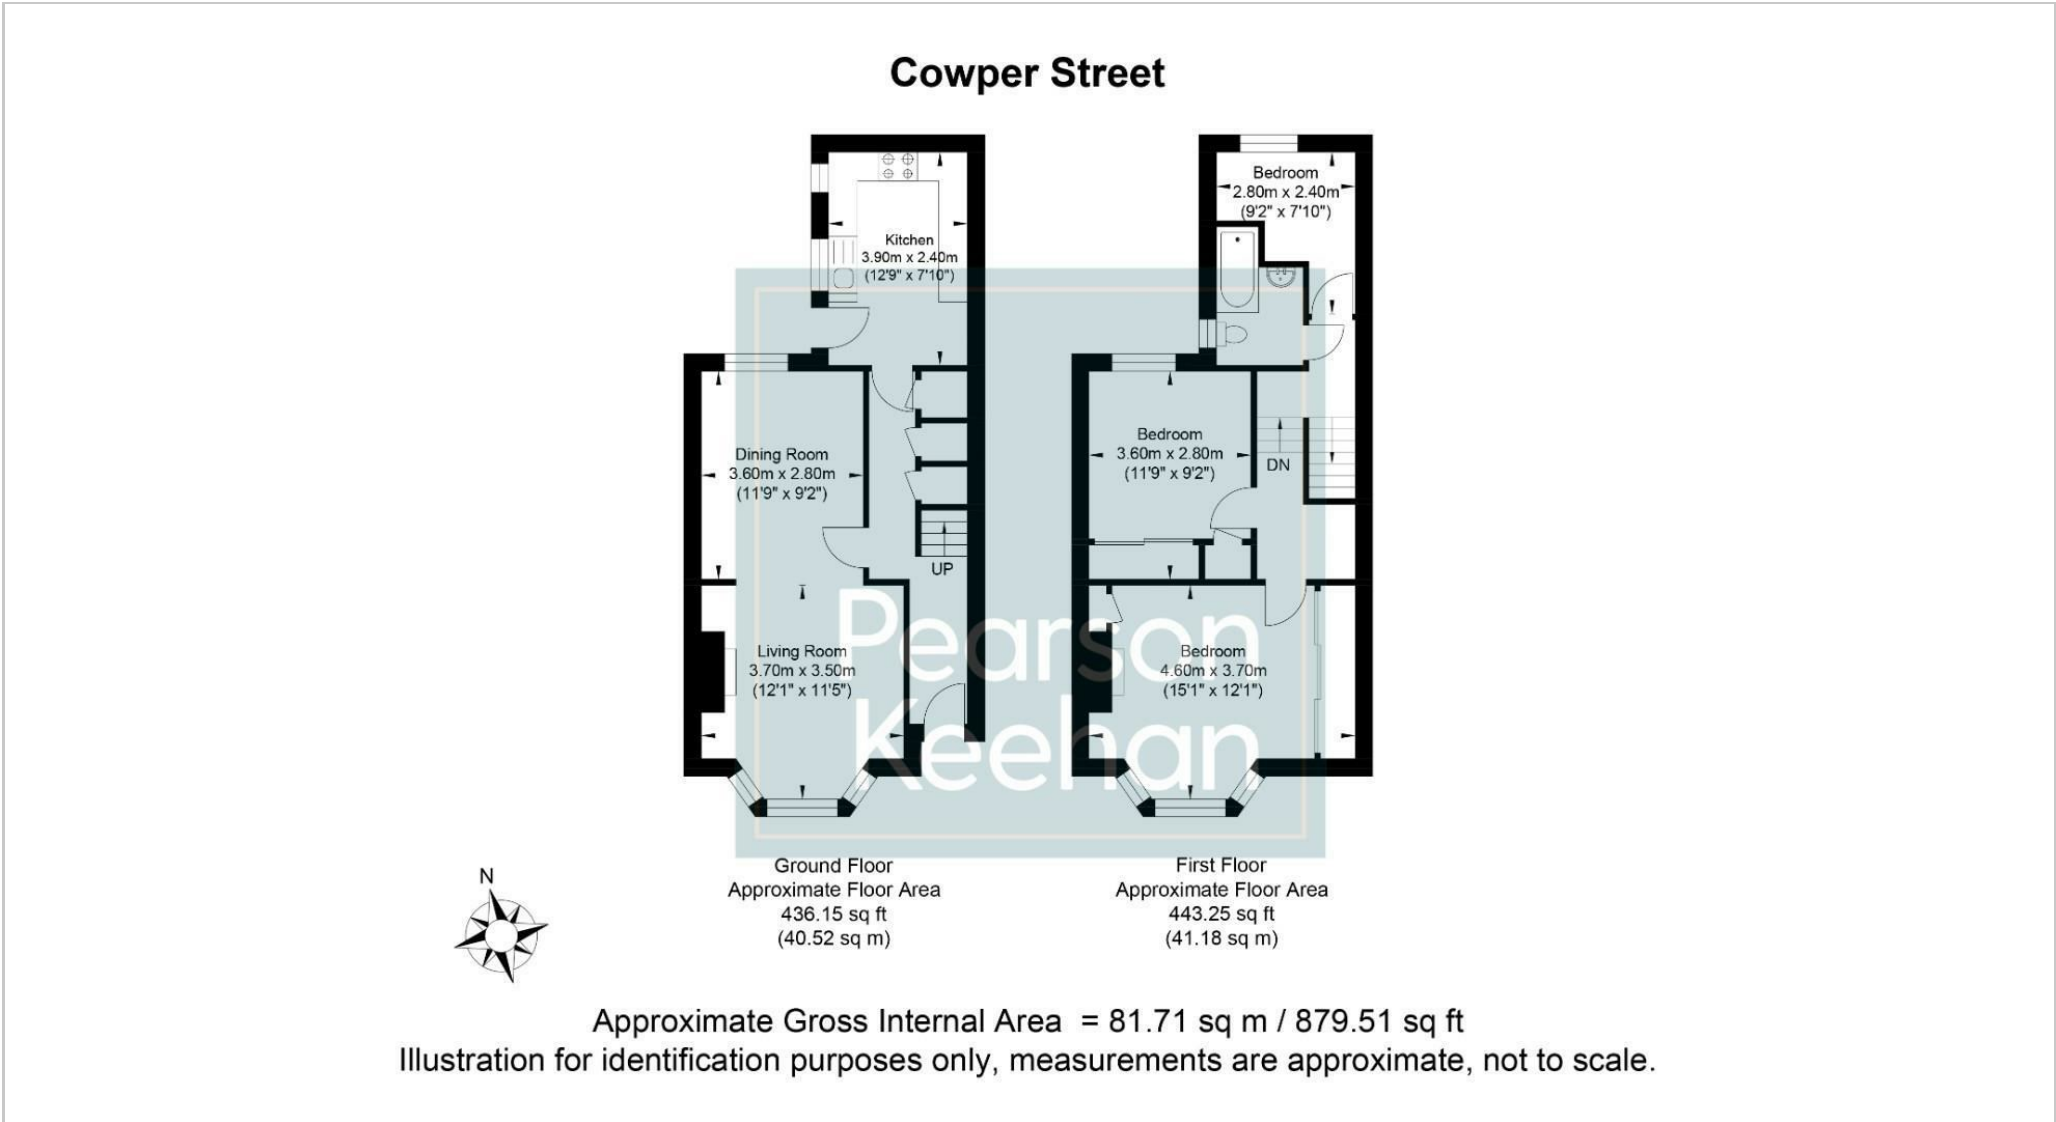 Cowper Street
Kitchen
3.90m x 2.40m
(12'9" x 7'10")
Dining Room
3.60m x 2.80m
(11'9" x 9'2")
UP
Living Room
3.70m x 3.50m
(12'1" x 11'5")
Bedroom
2.80m x 2.40m
(9'2" x 7'10")
Bedroom
3.60m x 2.80m
(11'9" x 9'2")
DN
Bedroom
4.60m x 3.70m
(15'1" x 12'1")
Pearson
Keehan
Ground Floor
Approximate Floor Area
436.15 sq ft
(40.52 sq m)
First Floor
Approximate Floor Area
443.25 sq ft
(41.18 sq m)
N
Approximate Gross Internal Area = 81.71 sq m / 879.51 sq ft
Illustration for identification purposes only, measurements are approximate, not to scale.